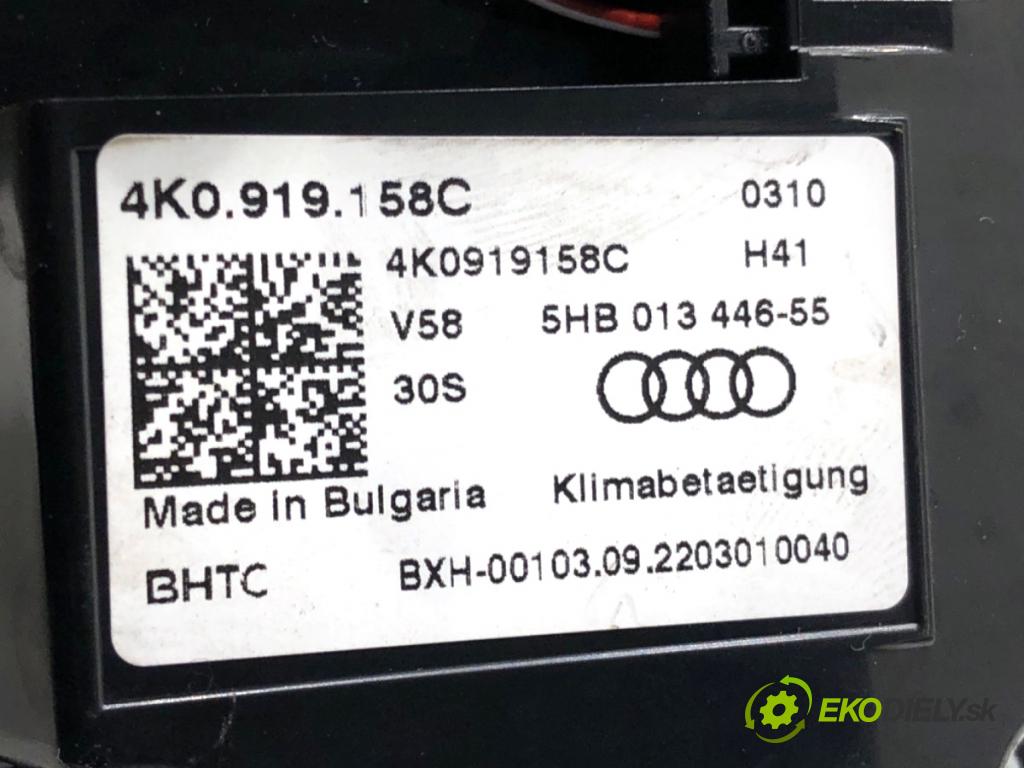 4K0.919.158C 0310
4K0919158C H41
V58 5HB 013 446-55
30S
Made in Bulgaria Klimabetaetigung
BHTC BXH-00103.09.2203010040
EKODIELY.sk